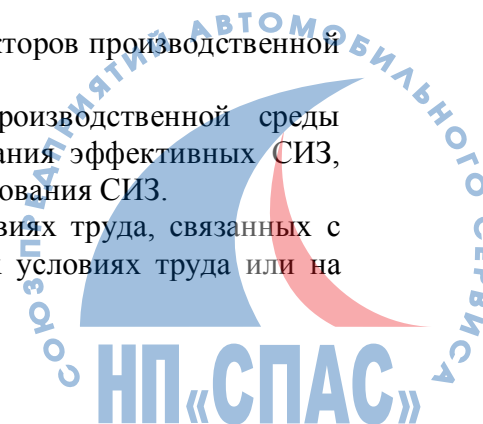 сторов производственной
роизводственной среды
ания эффективных СИЗ,
ования СИЗ.
виях труда, связанных с
условиях труда или на
СОЮЗ ПРЕДПРИЯТИЙ АВТОМОБИЛЬНОГО СЕРВИСА
НП«СПАС»